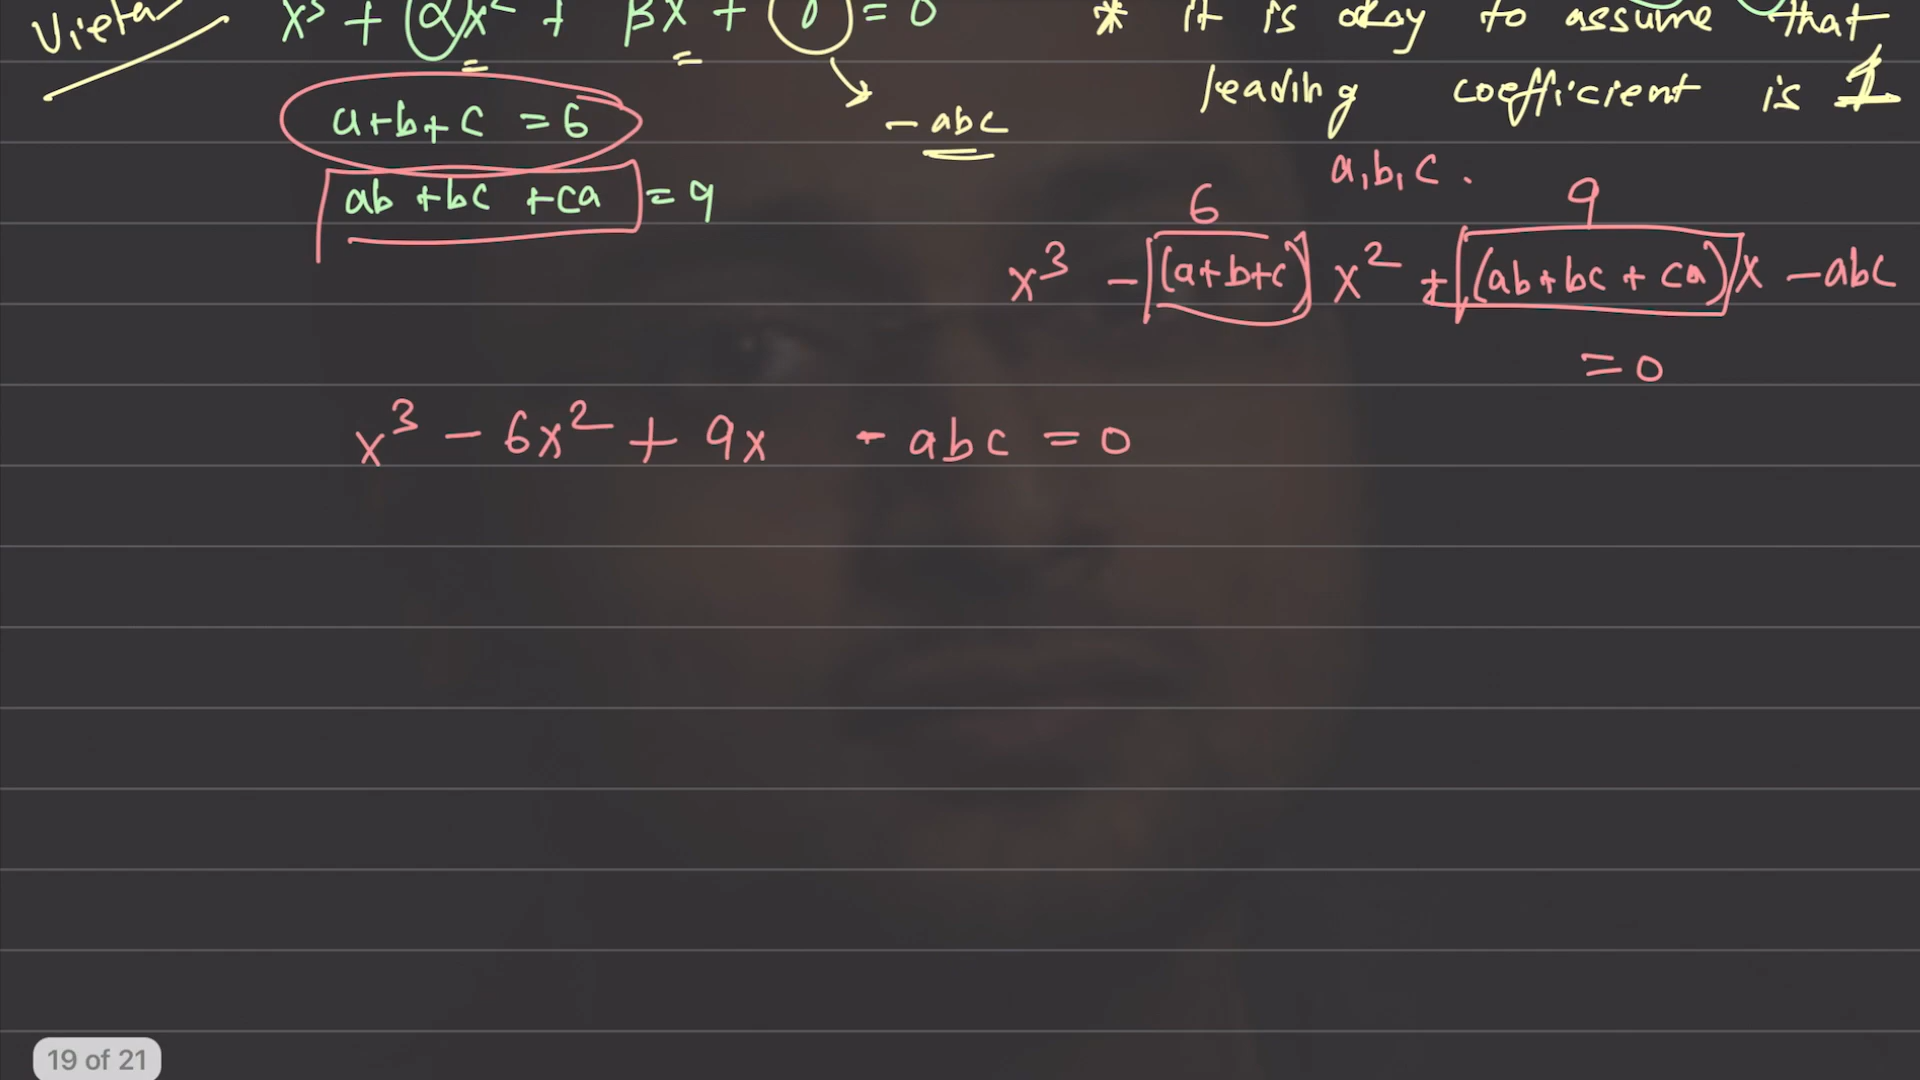 Vieta x³ + αx² + βx + γ = 0 * it is okay to assume that
leading coefficient is 1
a+b+c = 6
- abc
ab + bc + ca = 9
a, b, c.
6 9
x³ - (a+b+c) x² + (ab+bc+ca)x - abc
= 0
x³ - 6x² + 9x - abc = 0
19 of 21